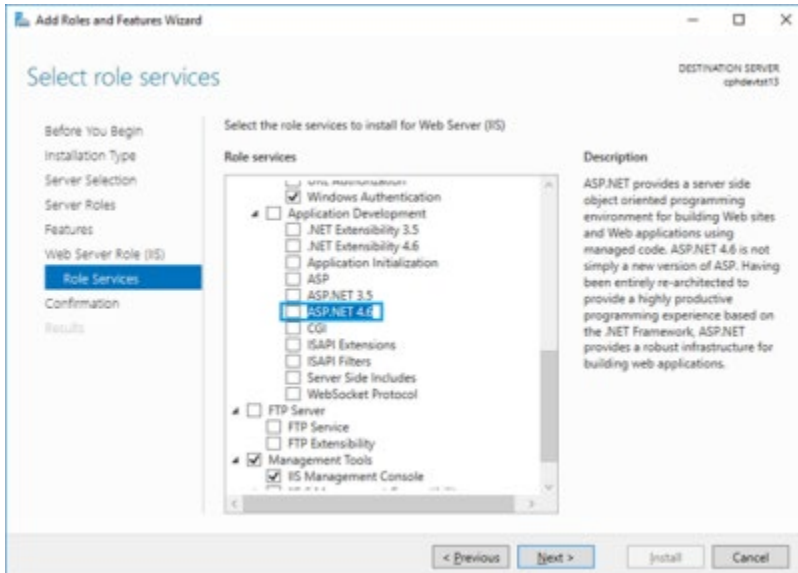 Add Roles and Features Wizard
Select role services
DESTINATION SERVER
cphdevtst13
Before You Begin
Installation Type
Server Selection
Server Roles
Features
Web Server Role (IIS)
Role Services
Confirmation
Results
Select the role services to install for Web Server (IIS)
Role services
URL Authorization
Windows Authentication
Application Development
.NET Extensibility 3.5
.NET Extensibility 4.6
Application Initialization
ASP
ASP.NET 3.5
ASP.NET 4.6
CGI
ISAPI Extensions
ISAPI Filters
Server Side Includes
WebSocket Protocol
FTP Server
FTP Service
FTP Extensibility
Management Tools
IIS Management Console
Description
ASP.NET provides a server side
object oriented programming
environment for building Web sites
and Web applications using
managed code. ASP.NET 4.6 is not
simply a new version of ASP. Having
been entirely re-architected to
provide a highly productive
programming experience based on
the .NET Framework, ASP.NET
provides a robust infrastructure for
building web applications.
< Previous
Next >
Install
Cancel